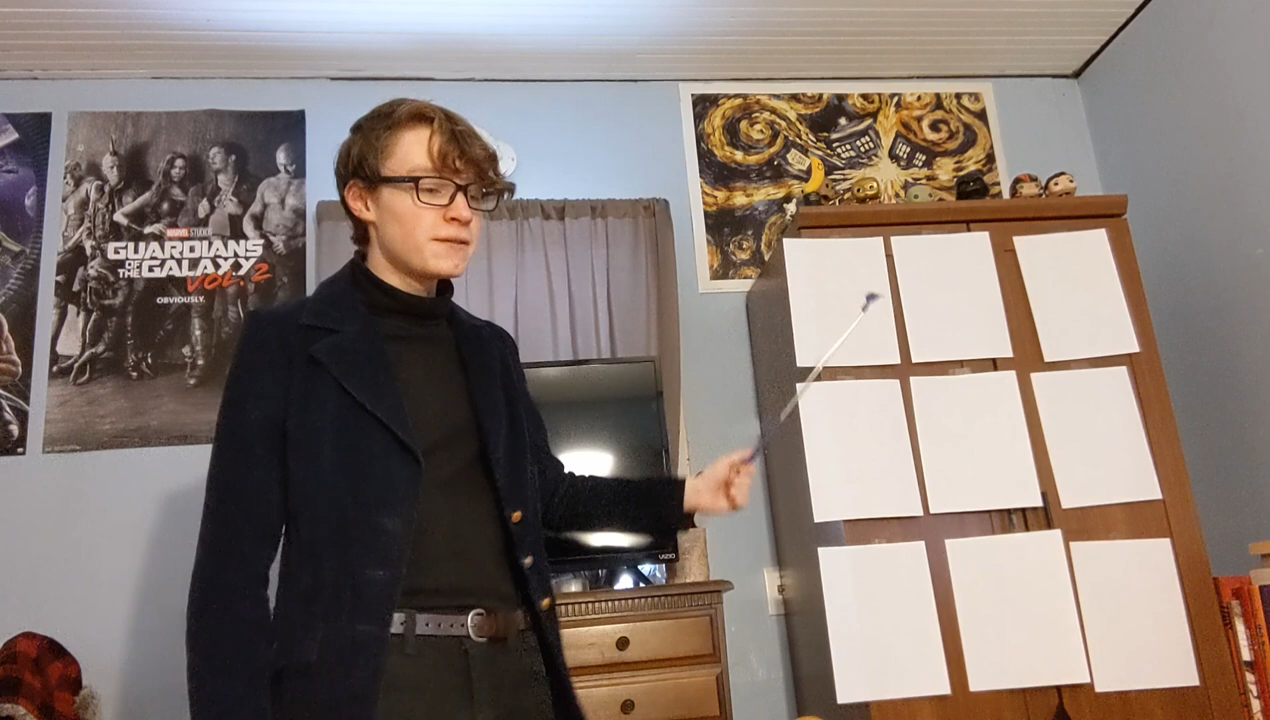 MARVEL STUDIOS
GUARDIANS
OF THE GALAXY
VOL. 2
OBVIOUSLY.
VIZIO